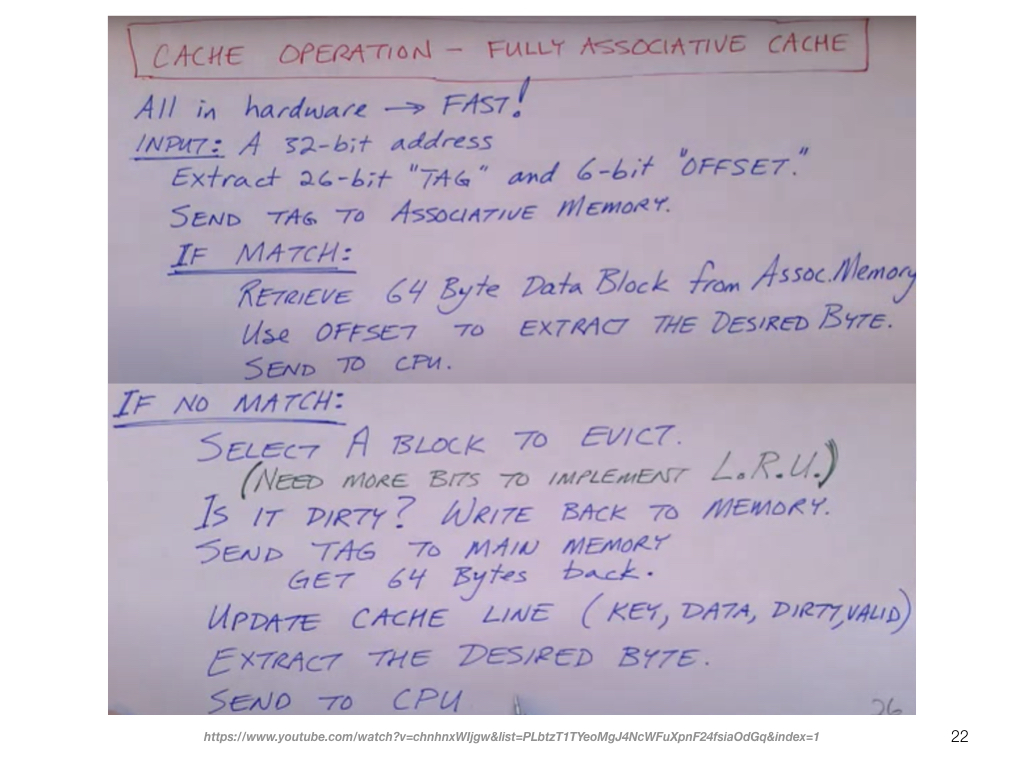 CACHE OPERATION - FULLY ASSOCIATIVE CACHE
All in hardware → FAST!
INPUT: A 32-bit address
Extract 26-bit "TAG" and 6-bit "OFFSET."
SEND TAG TO ASSOCIATIVE MEMORY.
IF MATCH:
RETRIEVE 64 Byte Data Block from Assoc. Memory
Use OFFSET TO EXTRACT THE DESIRED BYTE.
SEND TO CPU.
IF NO MATCH:
SELECT A BLOCK TO EVICT.
(NEED MORE BITS TO IMPLEMENT L.R.U.)
IS IT DIRTY? WRITE BACK TO MEMORY.
SEND TAG TO MAIN MEMORY
GET 64 Bytes back.
UPDATE CACHE LINE (KEY, DATA, DIRTY, VALID)
EXTRACT THE DESIRED BYTE.
SEND TO CPU
26
https://www.youtube.com/watch?v=chnhnxWIjgw&list=PLbtzT1TYeoMgJ4NcWFuXpnF24fsiaOdGq&index=1
22